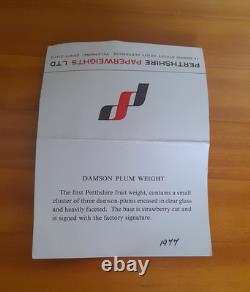 PERTHSHIRE PAPERWEIGHTS LTD
DAMSON PLUM WEIGHT
The first Perthshire fruit weight, contains a small
cluster of three damson-plums encased in clear glass
and heavily faceted. The base is strawberry cut and
is signed with the factory signature.
1977